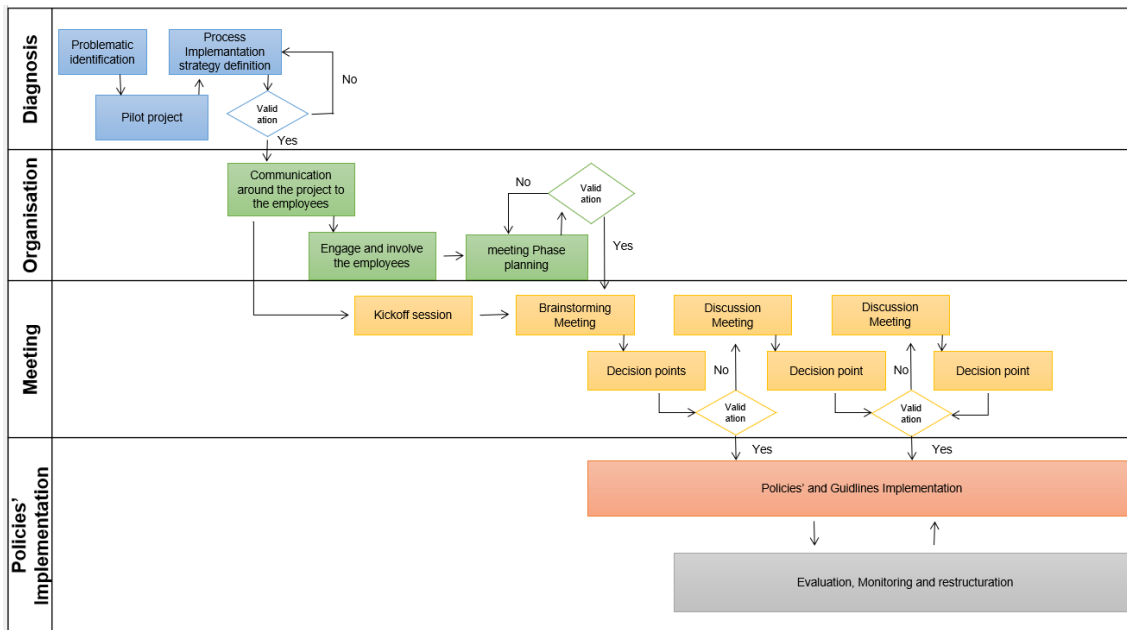 Diagnosis
Problematic
identification
Process
Implemantation
strategy definition
No
Pilot project
Valid
ation
Yes
Organisation
Communication
around the project to
the employees
No
Valid
ation
Engage and involve
the employees
meeting Phase
planning
Yes
Meeting
Kickoff session
Brainstorming
Meeting
Discussion
Meeting
Discussion
Meeting
Decision points
No
Decision point
No
Decision point
Valid
ation
Valid
ation
Yes
Yes
Policies'
Implementation
Policies' and Guidlines Implementation
Evaluation, Monitoring and restructuration